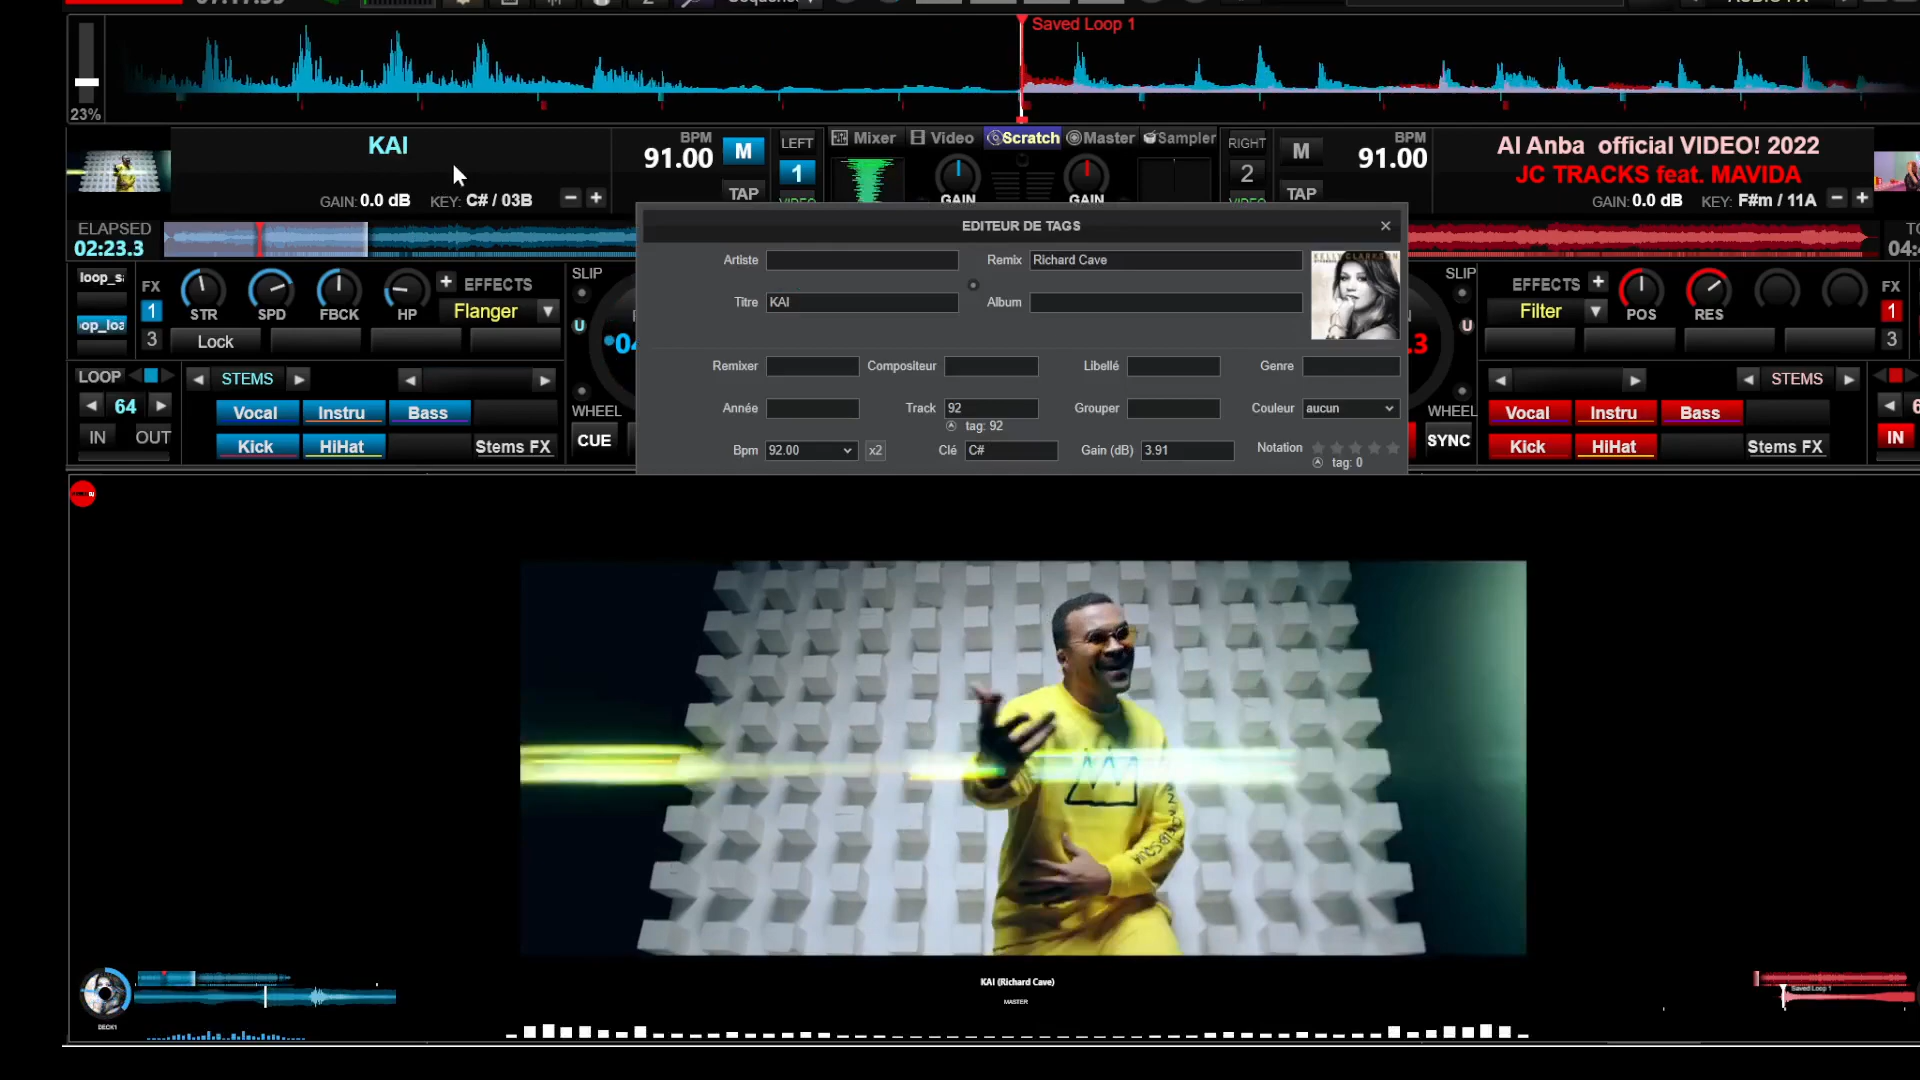 Saved Loop 1
23%
KAI
GAIN: 0.0 dB KEY: C# / 03B
BPM
91.00
M
TAP
LEFT
1
Mixer Video Scratch Master Sampler
GAIN GAIN
RIGHT
2
M
TAP
BPM
91.00
Al Anba official VIDEO! 2022
JC TRACKS feat. MAVIDA
GAIN: 0.0 dB KEY: F#m / 11A
ELAPSED
02:23.3
EDITEUR DE TAGS
Artiste
Remix Richard Cave
Titre KAI
Album
KELLY CLARKSON
Remixer Compositeur Libellé Genre
Année Track 92 Grouper Couleur aucun
tag: 92
Bpm 92.00 x2 Clé C# Gain (dB) 3.91 Notation
tag: 0
FX
1
3
STR SPD FBCK HP
EFFECTS
Flanger
Lock
SLIP
U
LOOP
64
IN OUT
STEMS
Vocal Instru Bass
Kick HiHat Stems FX
WHEEL
CUE
SLIP
U
EFFECTS
Filter
POS RES
FX
1
3
WHEEL
SYNC
STEMS
Vocal Instru Bass
Kick HiHat Stems FX
IN
KAI (Richard Cave)
MASTER
DECK1
Saved Loop 1